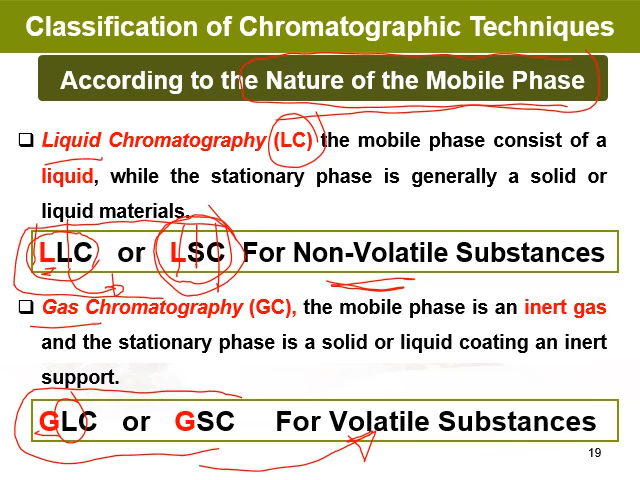 Classification of Chromatographic Techniques
According to the Nature of the Mobile Phase
❑ Liquid Chromatography (LC) the mobile phase consist of a
liquid, while the stationary phase is generally a solid or
liquid materials.
LLC or LSC For Non-Volatile Substances
❑ Gas Chromatography (GC), the mobile phase is an inert gas
and the stationary phase is a solid or liquid coating an inert
support.
GLC or GSC For Volatile Substances
19